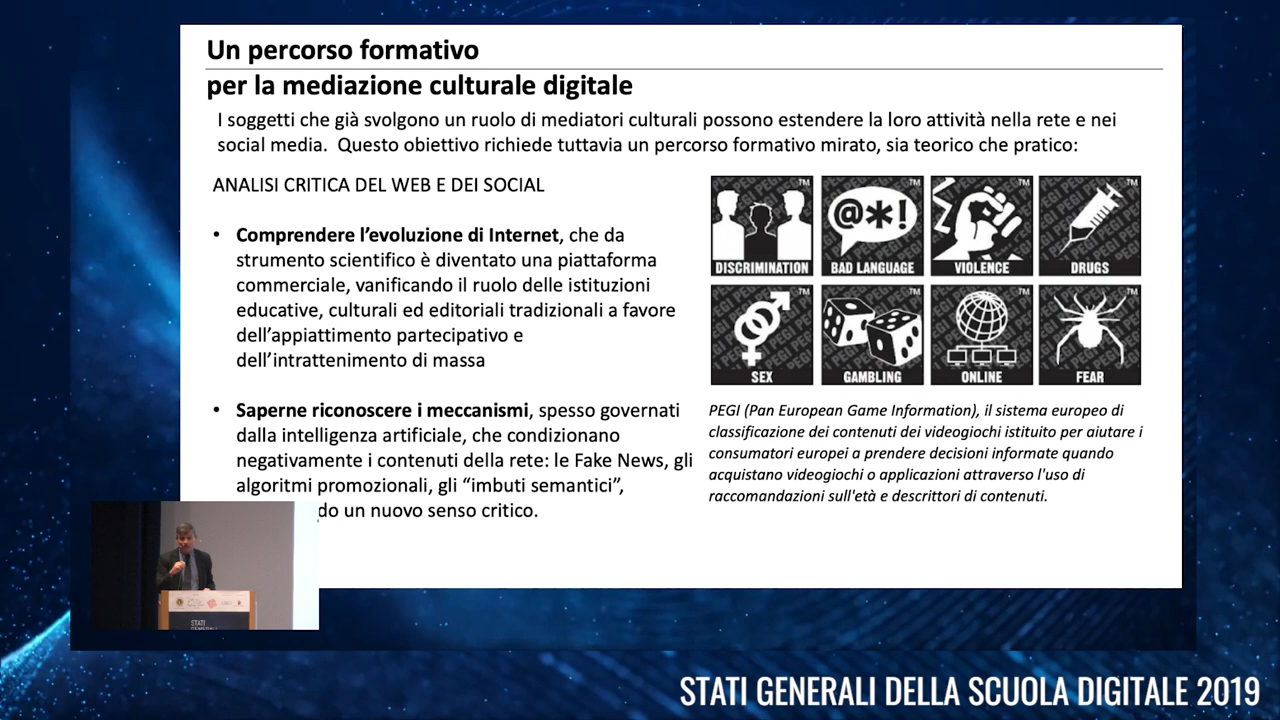 Un percorso formativo
per la mediazione culturale digitale
I soggetti che già svolgono un ruolo di mediatori culturali possono estendere la loro attività nella rete e nei
social media. Questo obiettivo richiede tuttavia un percorso formativo mirato, sia teorico che pratico:
ANALISI CRITICA DEL WEB E DEI SOCIAL
• Comprendere l’evoluzione di Internet, che da
strumento scientifico è diventato una piattaforma
commerciale, vanificando il ruolo delle istituzioni
educative, culturali ed editoriali tradizionali a favore
dell’appiattimento partecipativo e
dell’intrattenimento di massa
• Saperne riconoscere i meccanismi, spesso governati
dalla intelligenza artificiale, che condizionano
negativamente i contenuti della rete: le Fake News, gli
algoritmi promozionali, gli “imbuti semantici”,
do un nuovo senso critico.
DISCRIMINATION
@*!
BAD LANGUAGE
VIOLENCE
DRUGS
SEX
GAMBLING
ONLINE
FEAR
PEGI (Pan European Game Information), il sistema europeo di
classificazione dei contenuti dei videogiochi istituito per aiutare i
consumatori europei a prendere decisioni informate quando
acquistano videogiochi o applicazioni attraverso l'uso di
raccomandazioni sull'età e descrittori di contenuti.
STATI
GENERALI
STATI GENERALI DELLA SCUOLA DIGITALE 2019